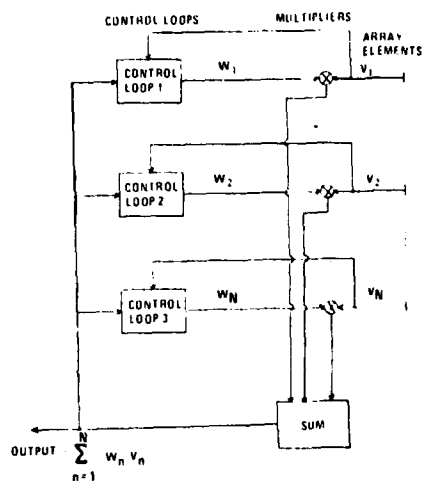 CONTROL LOOPS MULTIPLIERS
ARRAY
ELEMENTS
CONTROL
LOOP 1
W1
V1
CONTROL
LOOP 2
W2
V2
CONTROL
LOOP 3
WN
VN
SUM
OUTPUT N∑n=1 Wn Vn